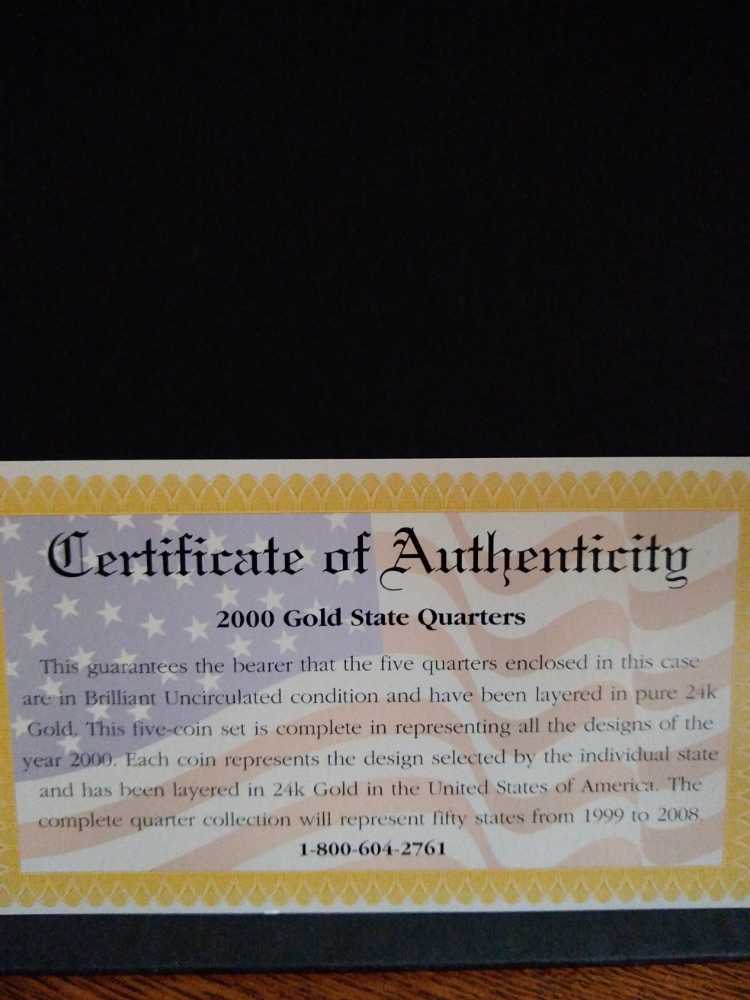 Certificate of Authenticity
2000 Gold State Quarters
This guarantees the bearer that the five quarters enclosed in this case
are in Brilliant Uncirculated condition and have been layered in pure 24k
Gold. This five-coin set is complete in representing all the designs of the
year 2000. Each coin represents the design selected by the individual state
and has been layered in 24k Gold in the United States of America. The
complete quarter collection will represent fifty states from 1999 to 2008.
1-800-604-2761